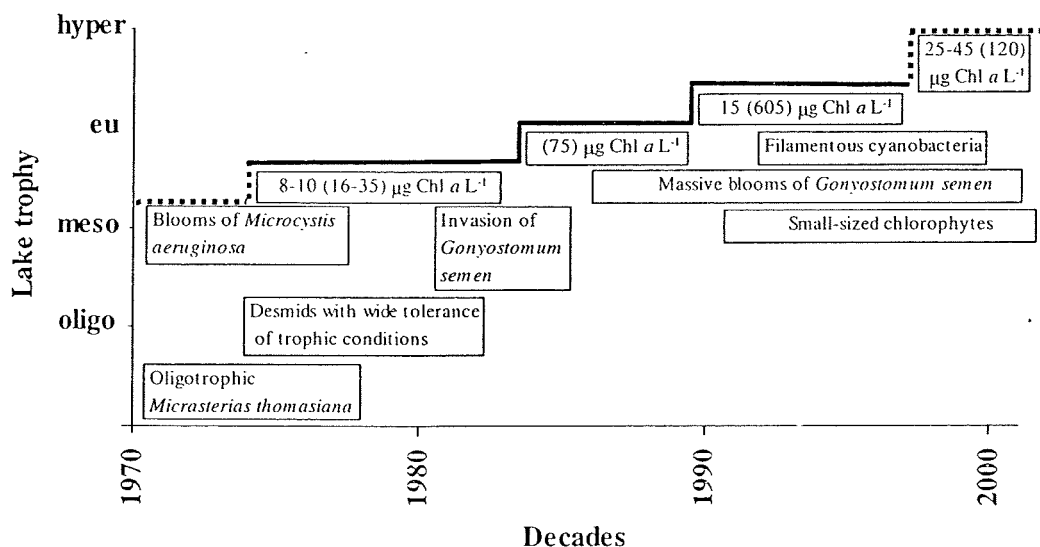 hyper
25-45 (120)
µg Chl a L⁻¹
15 (605) µg Chl a L⁻¹
eu
(75) µg Chl a L⁻¹
Filamentous cyanobacteria
8-10 (16-35) µg Chl a L⁻¹
Massive blooms of Gonyostomum semen
meso
Blooms of Microcystis
aeruginosa
Invasion of
Gonyostomum
semen
Small-sized chlorophytes
Lake trophy
oligo
Desmids with wide tolerance
of trophic conditions
Oligotrophic
Micrasterias thomasiana
1970
1980
1990
2000
Decades